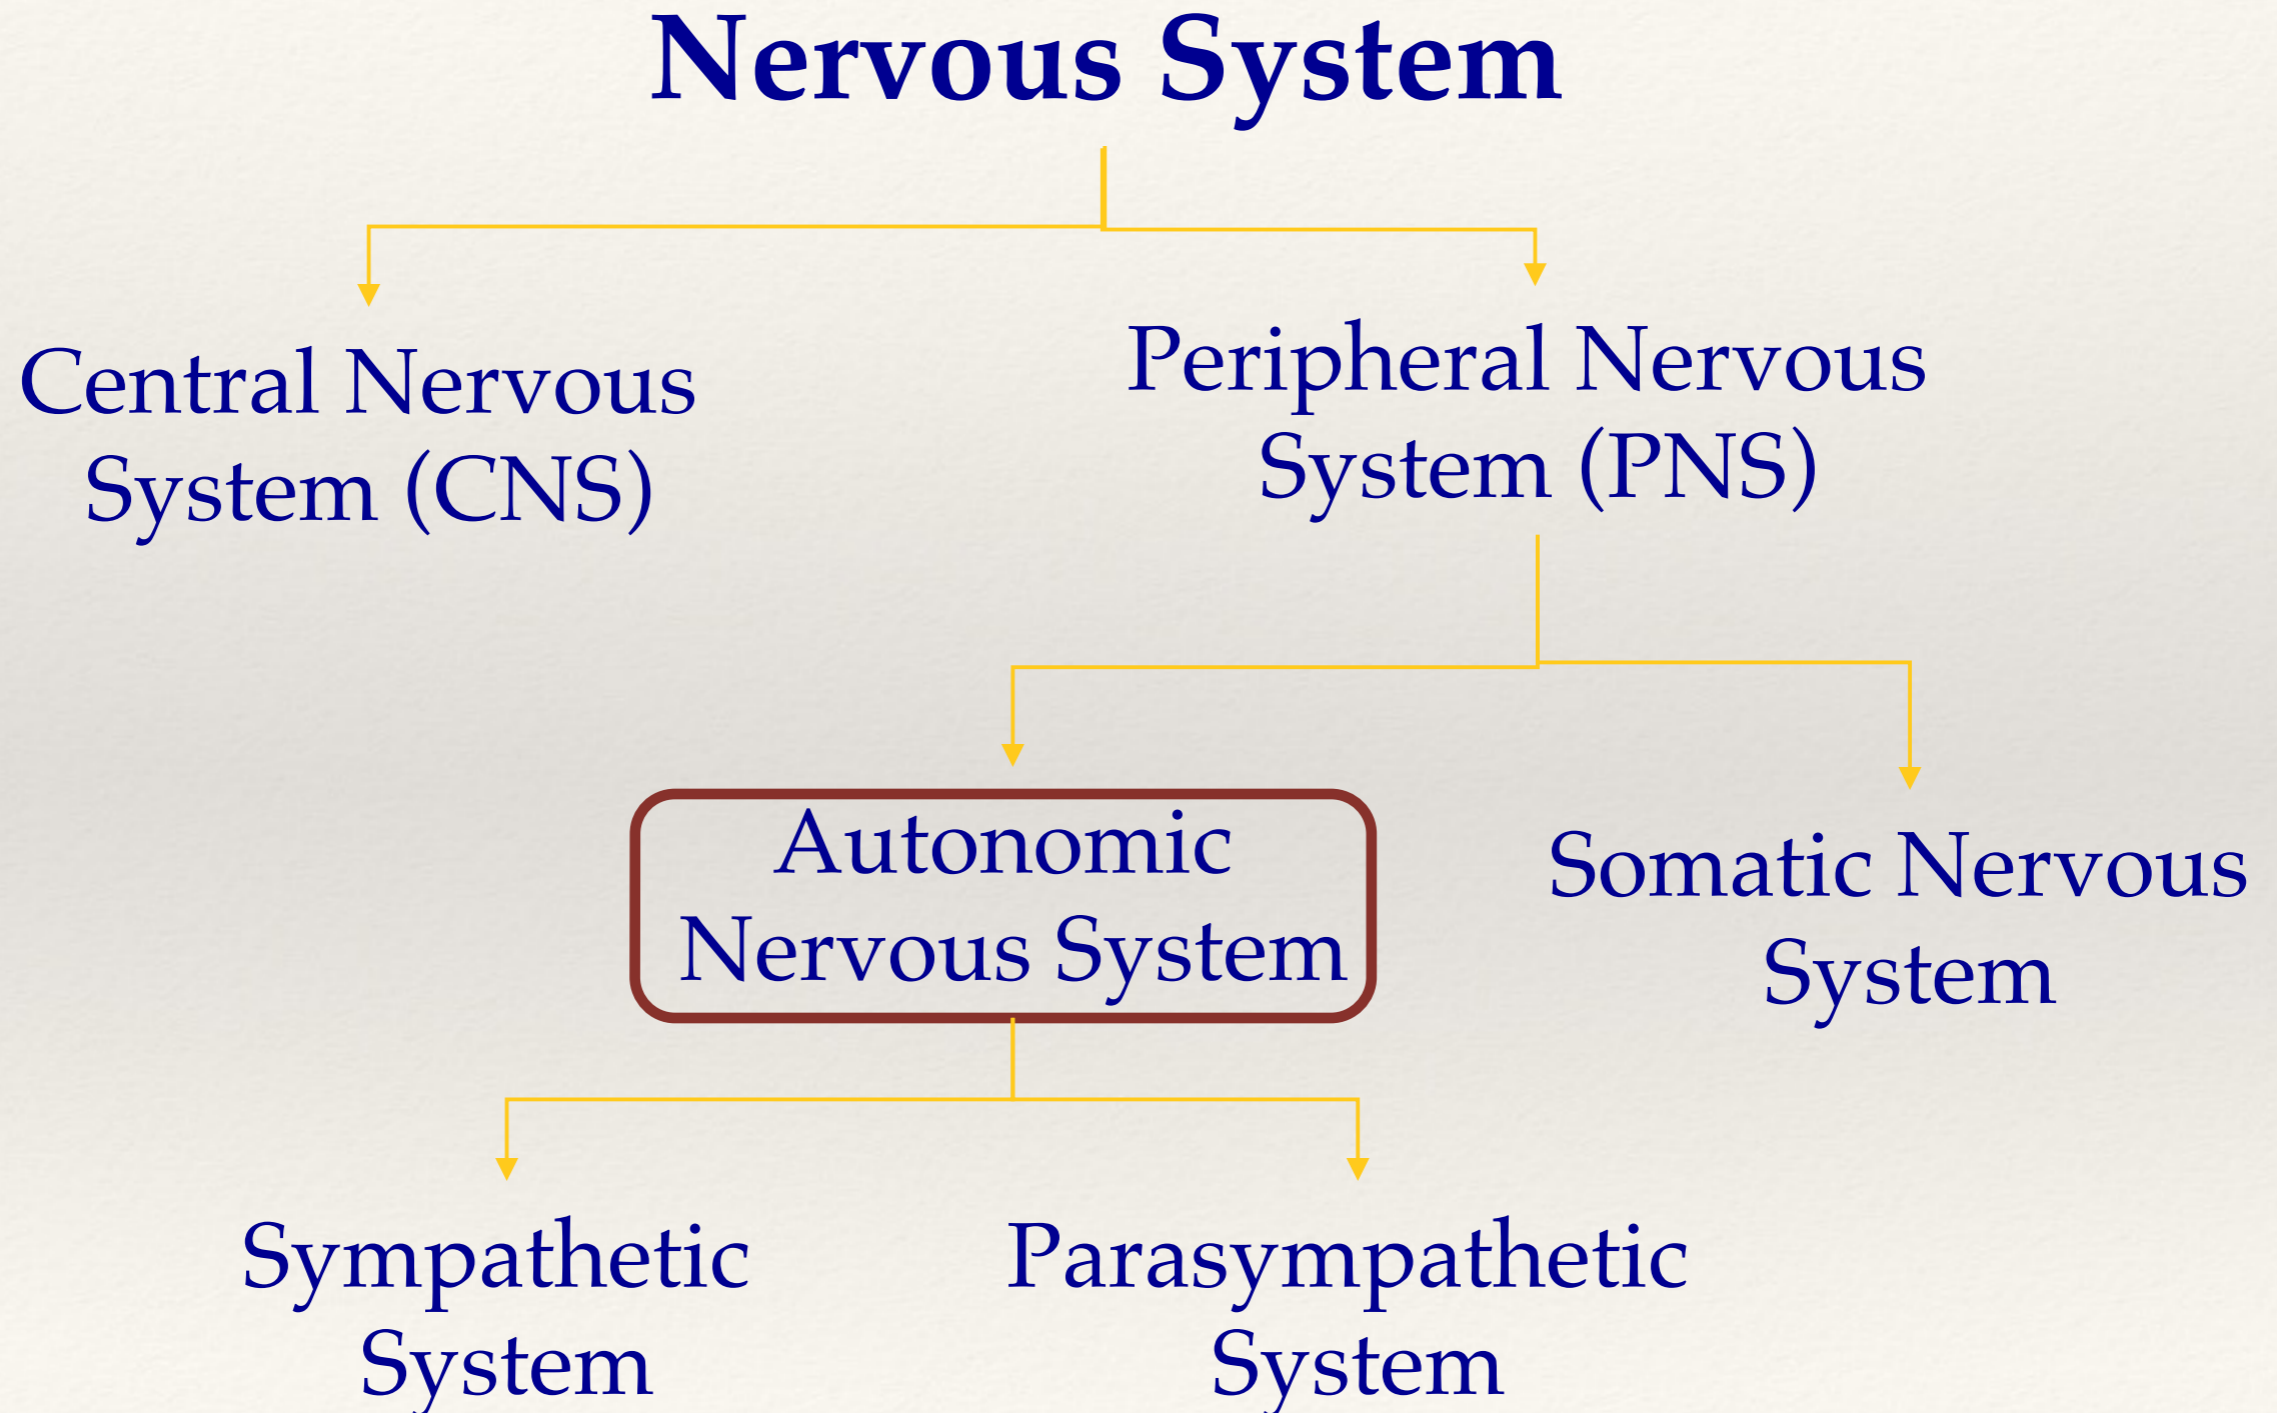 Nervous System
Central Nervous
System (CNS)
Peripheral Nervous
System (PNS)
Autonomic
Nervous System
Somatic Nervous
System
Sympathetic
System
Parasympathetic
System